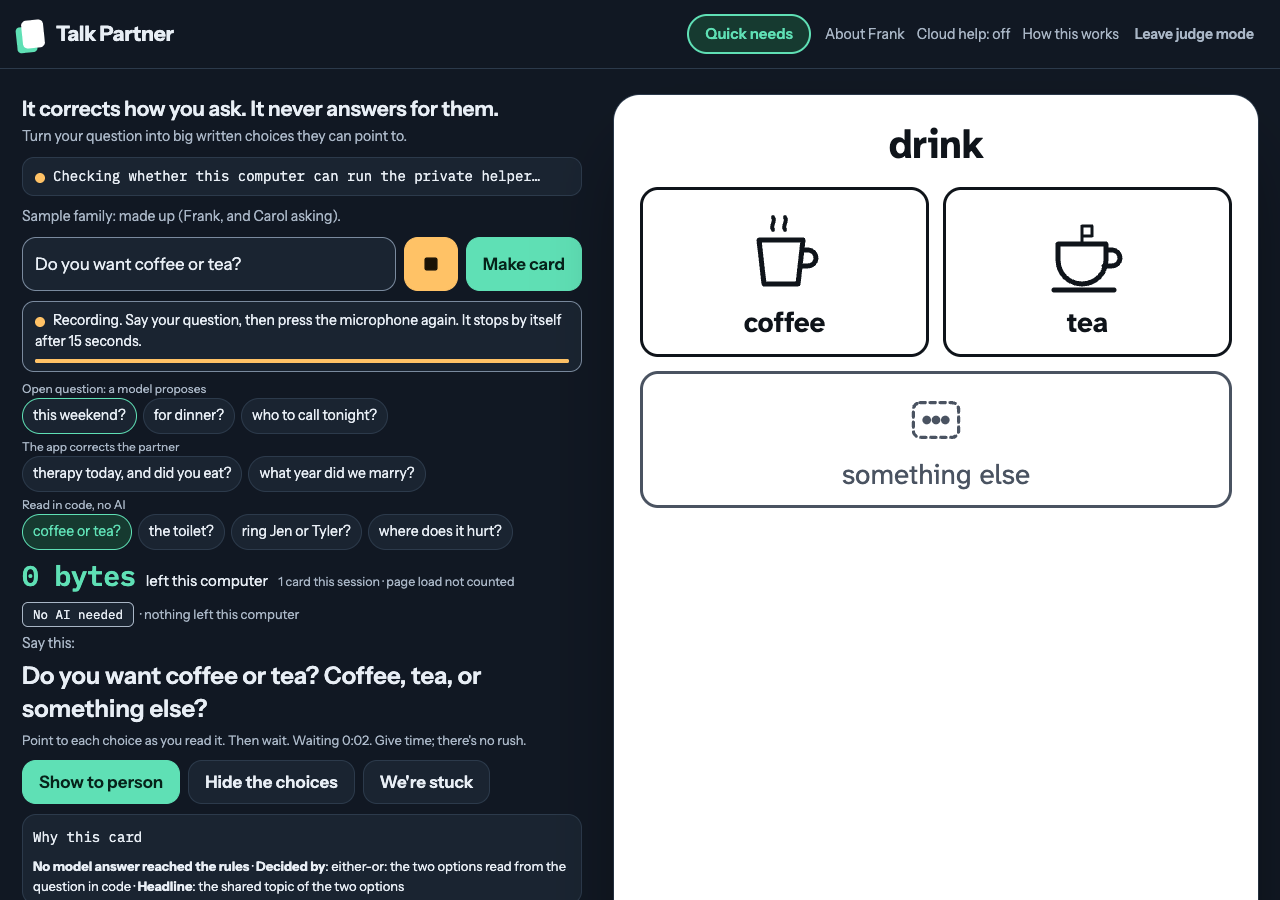 Talk Partner
Quick needs
About Frank
Cloud help: off
How this works
Leave judge mode
It corrects how you ask. It never answers for them.
Turn your question into big written choices they can point to.
Checking whether this computer can run the private helper…
Sample family: made up (Frank, and Carol asking).
Do you want coffee or tea?
Make card
Recording. Say your question, then press the microphone again. It stops by itself
after 15 seconds.
Open question: a model proposes
this weekend?
for dinner?
who to call tonight?
The app corrects the partner
therapy today, and did you eat?
what year did we marry?
Read in code, no AI
coffee or tea?
the toilet?
ring Jen or Tyler?
where does it hurt?
0 bytes left this computer 1 card this session · page load not counted
No AI needed · nothing left this computer
Say this:
Do you want coffee or tea? Coffee, tea, or
something else?
Point to each choice as you read it. Then wait. Waiting 0:02. Give time; there's no rush.
Show to person
Hide the choices
We're stuck
Why this card
No model answer reached the rules · Decided by: either-or: the two options read from the
question in code · Headline: the shared topic of the two options
drink
coffee
tea
something else